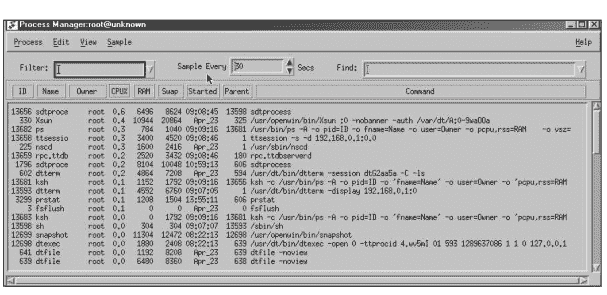 Process Manager:root@unknown
Process Edit View Sample Help
Filter: Sample Every 30 Secs Find:
ID Name Owner CPU% RAM Swap Started Parent Command
13656 sdtproce root 0.6 6496 8624 09:08:45 13598 sdtprocess
330 Xsun root 0.4 10944 20864 Apr_23 325 /usr/openwin/bin/Xsun :0 -nobanner -auth /var/dt/A:0-9wa00a
13682 ps root 0.3 784 1040 09:09:16 13681 /usr/bin/ps -A -o pid=ID -o fname=Name -o user=Owner -o pcpu,rss=RAM -o vsz=
13658 ttsessio root 0.3 3400 4520 09:08:46 1 ttsession -s -d 192.168.0.1:0.0
225 nscd root 0.3 1600 2416 Apr_23 1 /usr/sbin/nscd
13659 rpc.ttdb root 0.2 2520 3432 09:08:46 180 rpc.ttdbserverd
1796 sdtproce root 0.2 8104 10048 10:59:13 606 sdtprocess
602 dtterm root 0.2 4864 7208 Apr_23 594 /usr/dt/bin/dtterm -session dtG2aa5a -C -ls
13681 ksh root 0.1 1152 1792 09:09:16 13656 ksh -c /usr/bin/ps -A -o pid=ID -o 'fname=Name' -o user=Owner -o 'pcpu,rss=RAM
13593 dtterm root 0.1 4552 6760 09:07:05 1 /usr/dt/bin/dtterm -display 192.168.0.1:0
3299 prstat root 0.1 1208 1504 13:55:11 606 prstat
3 fsflush root 0.1 0 0 Apr_23 0 fsflush
13683 ksh root 0.0 0 1792 09:09:16 13681 ksh -c /usr/bin/ps -A -o pid=ID -o 'fname=Name' -o user=Owner -o 'pcpu,rss=RAM
13598 sh root 0.0 304 304 09:07:07 13593 /sbin/sh
12699 snapshot root 0.0 11304 12472 08:22:13 12698 /usr/openwin/bin/snapshot
12698 dtexec root 0.0 1880 2408 08:22:13 639 /usr/dt/bin/dtexec -open 0 -ttprocid 01 593 1289637086 1 1 0 127.0.0.1
641 dtfile root 0.0 1192 8208 Apr_23 638 dtfile -noview
639 dtfile root 0.0 6480 8360 Apr_23 638 dtfile -noview